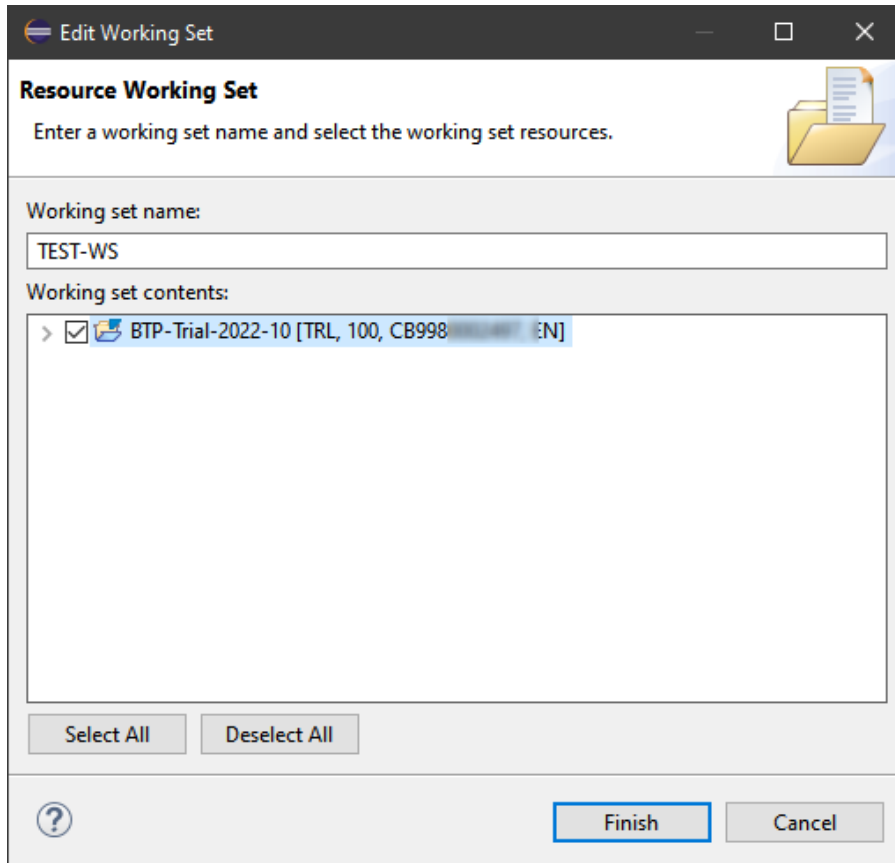 Edit Working Set
Resource Working Set
Enter a working set name and select the working set resources.
Working set name:
TEST-WS
Working set contents:
BTP-Trial-2022-10 [TRL, 100, CB998 EN]
Select All Deselect All
Finish Cancel